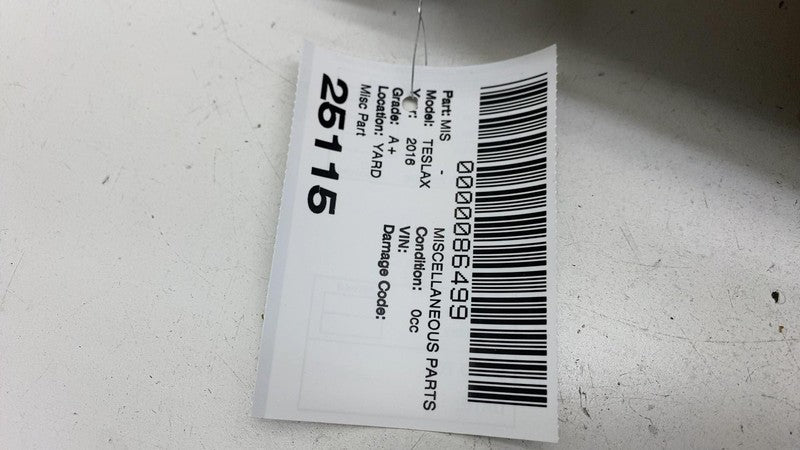 0000086499
Part: MIS - MISCELLANEOUS PARTS
Model: TESLAX Condition: 0cc
Year: 2016 VIN:
Grade: A+ Damage Code:
Location: YARD
Misc Part
25115